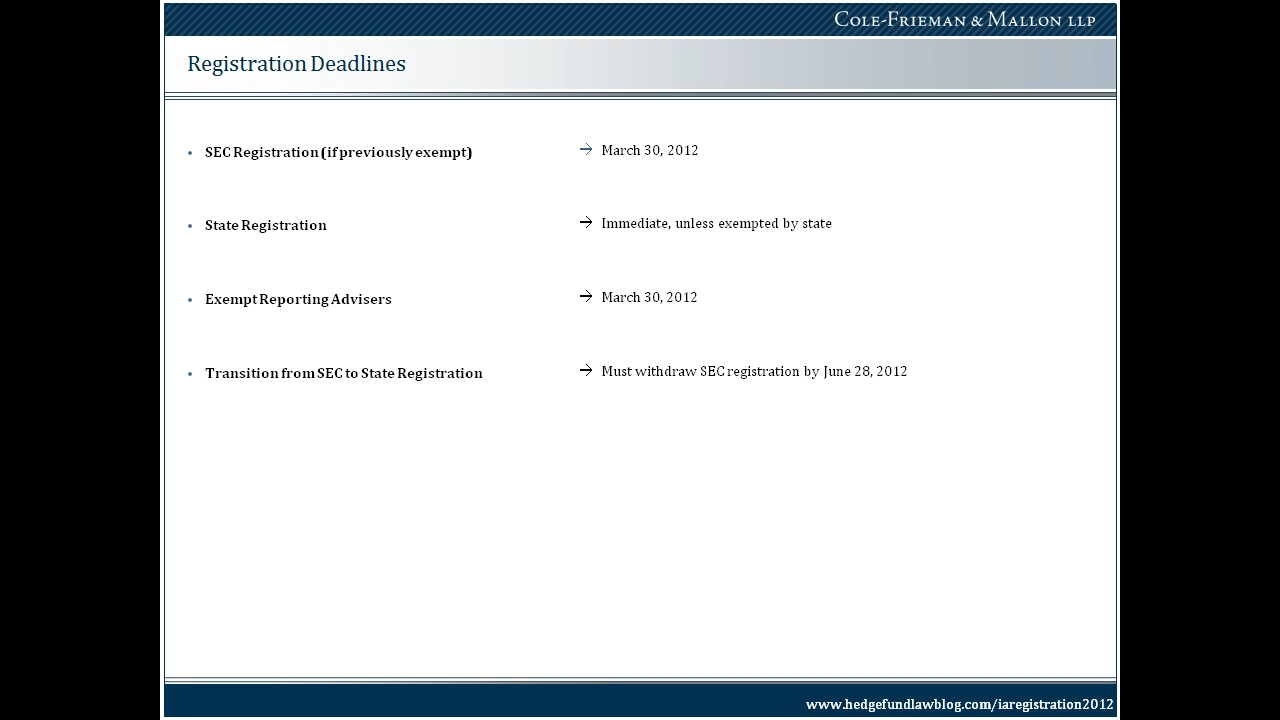 COLE-FRIEMAN & MALLON LLP
Registration Deadlines
• SEC Registration (if previously exempt) → March 30, 2012
• State Registration → Immediate, unless exempted by state
• Exempt Reporting Advisers → March 30, 2012
• Transition from SEC to State Registration → Must withdraw SEC registration by June 28, 2012
www.hedgefundlawblog.com/iaregistration2012